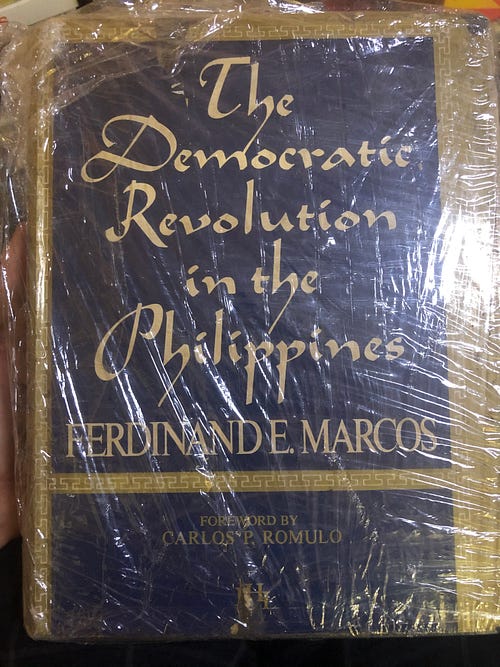 The
Democratic
Revolution
in the
Philippines
FERDINAND E. MARCOS
FOREWORD BY
CARLOS P. ROMULO